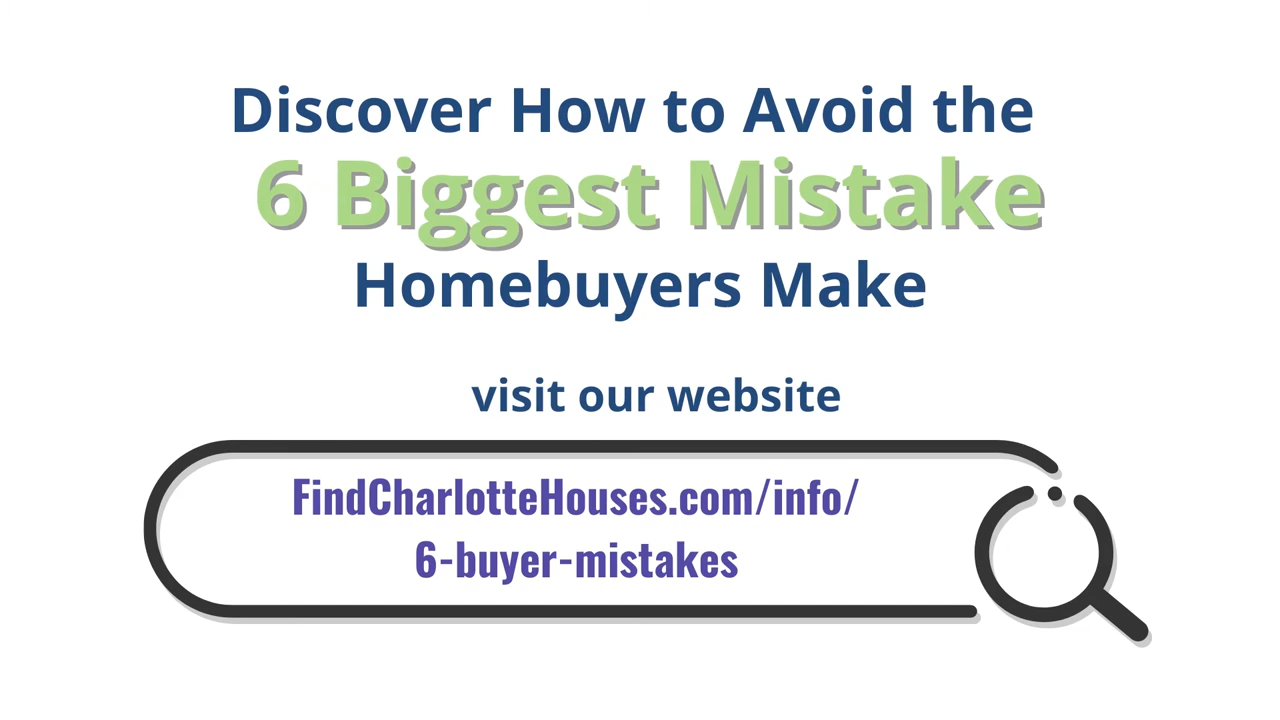 Discover How to Avoid the
6 Biggest Mistake
Homebuyers Make
visit our website
FindCharlotteHouses.com/info/
6-buyer-mistakes